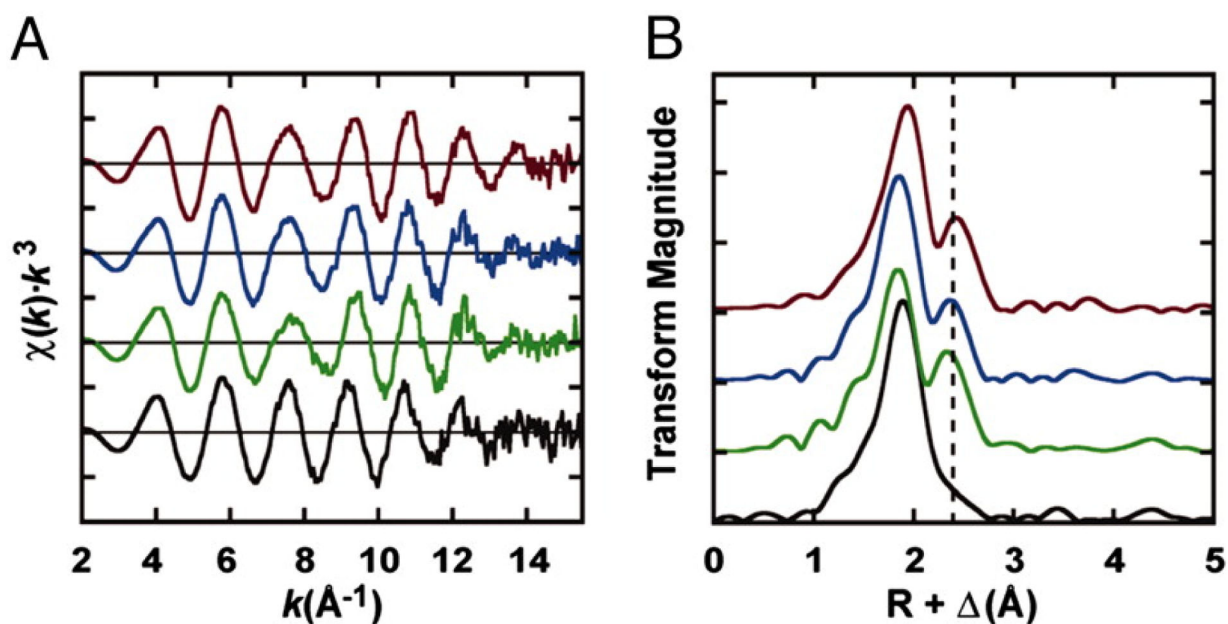 A
χ(k)·k³
2 4 6 8 10 12 14
k(Å⁻¹)
B
Transform Magnitude
0 1 2 3 4 5
R + Δ(Å)